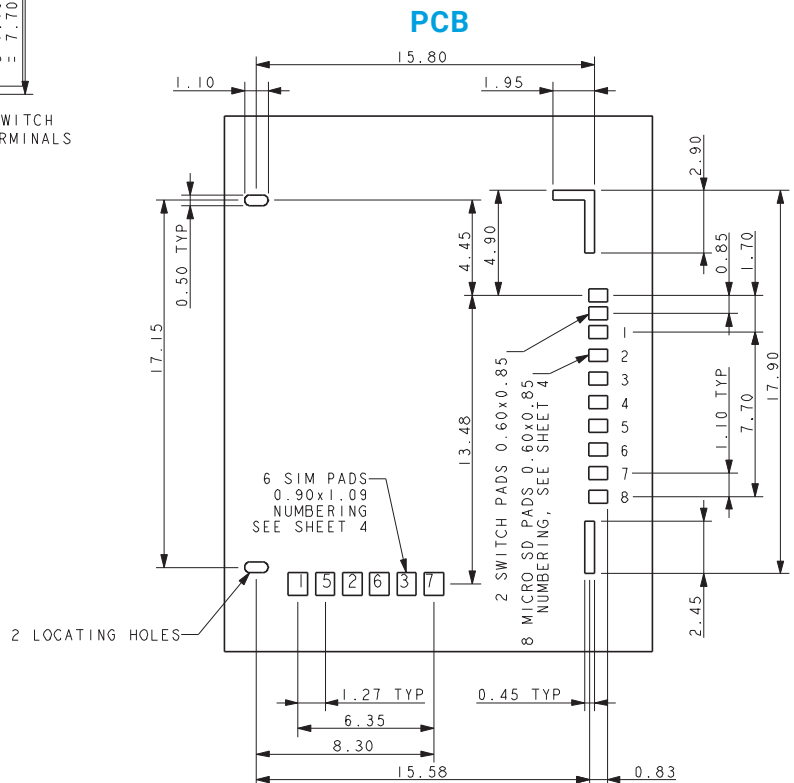 PCB
= 7.70
WITCH
RMINALS
15.80
1.10
1.95
2.90
0.50 TYP
4.45
4.90
0.85
1.70
17.15
13.48
17.90
7.70
1.10 TYP
1
2
3
4
5
6
7
8
2 SWITCH PADS 0.60x0.85
8 MICRO SD PADS 0.60x0.85
NUMBERING, SEE SHEET 4
6 SIM PADS
0.90x1.09
NUMBERING
SEE SHEET 4
1 5 2 6 3 7
2 LOCATING HOLES
2.45
1.27 TYP
0.45 TYP
6.35
8.30
15.58
0.83